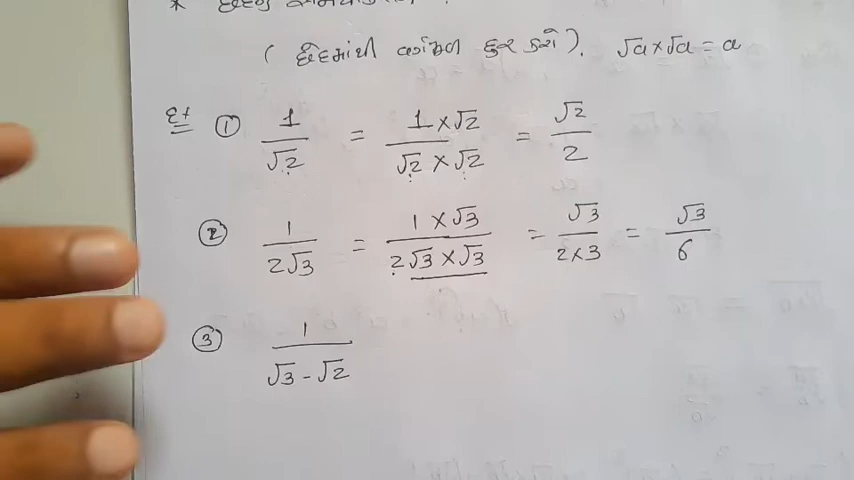 ( છેદમાંથી કરણી દુર કરો ). √a × √a = a
Ex ① 1/√2 = 1×√2/√2 × √2 = √2/2
② 1/2√3 = 1 × √3/2√3 × √3 = √3/2×3 = √3/6
③ 1/√3 - √2